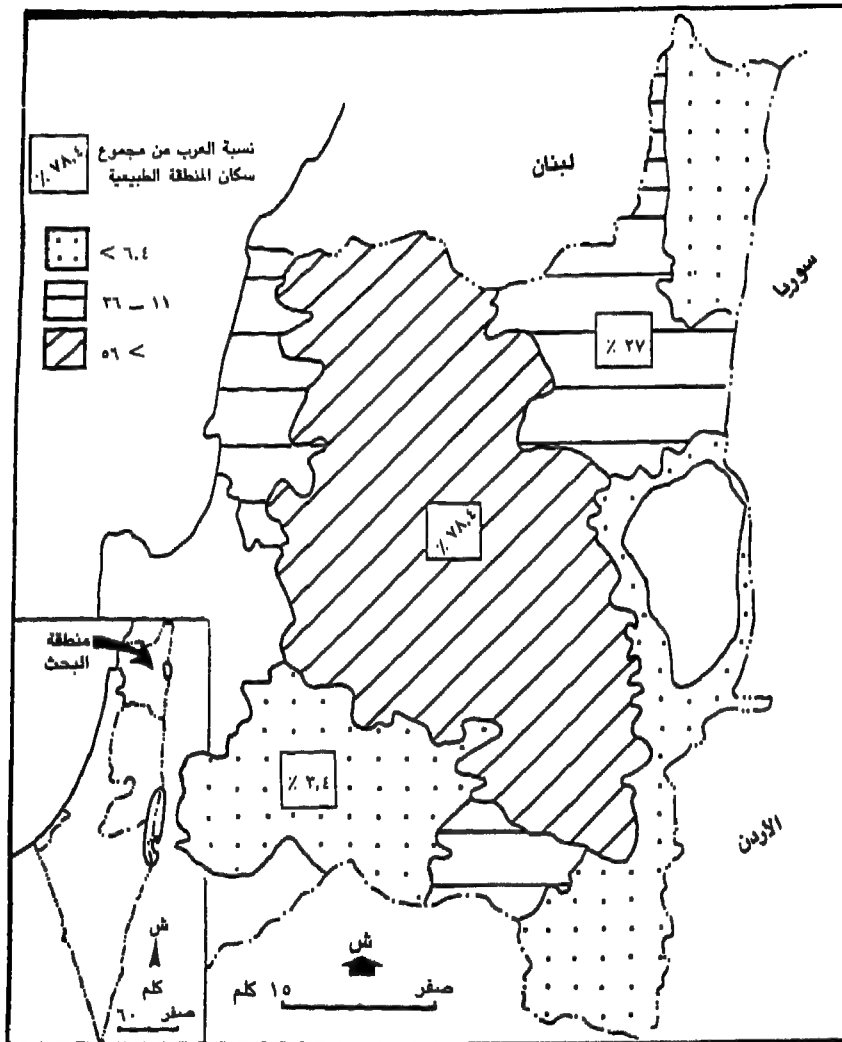 نسبة العرب من مجموع
سكان المنطقة الطبيعية
٪٧٨,٤
< ٦,٤
١١ – ٢٦
٥٦ <
لبنان
سوريا
٪ ٢٧
٪٧٨,٤
٪ ٣,٤
الأردن
منطقة
البحث
ش
كلم
صفر ٦٠
ش
صفر ١٥ كلم